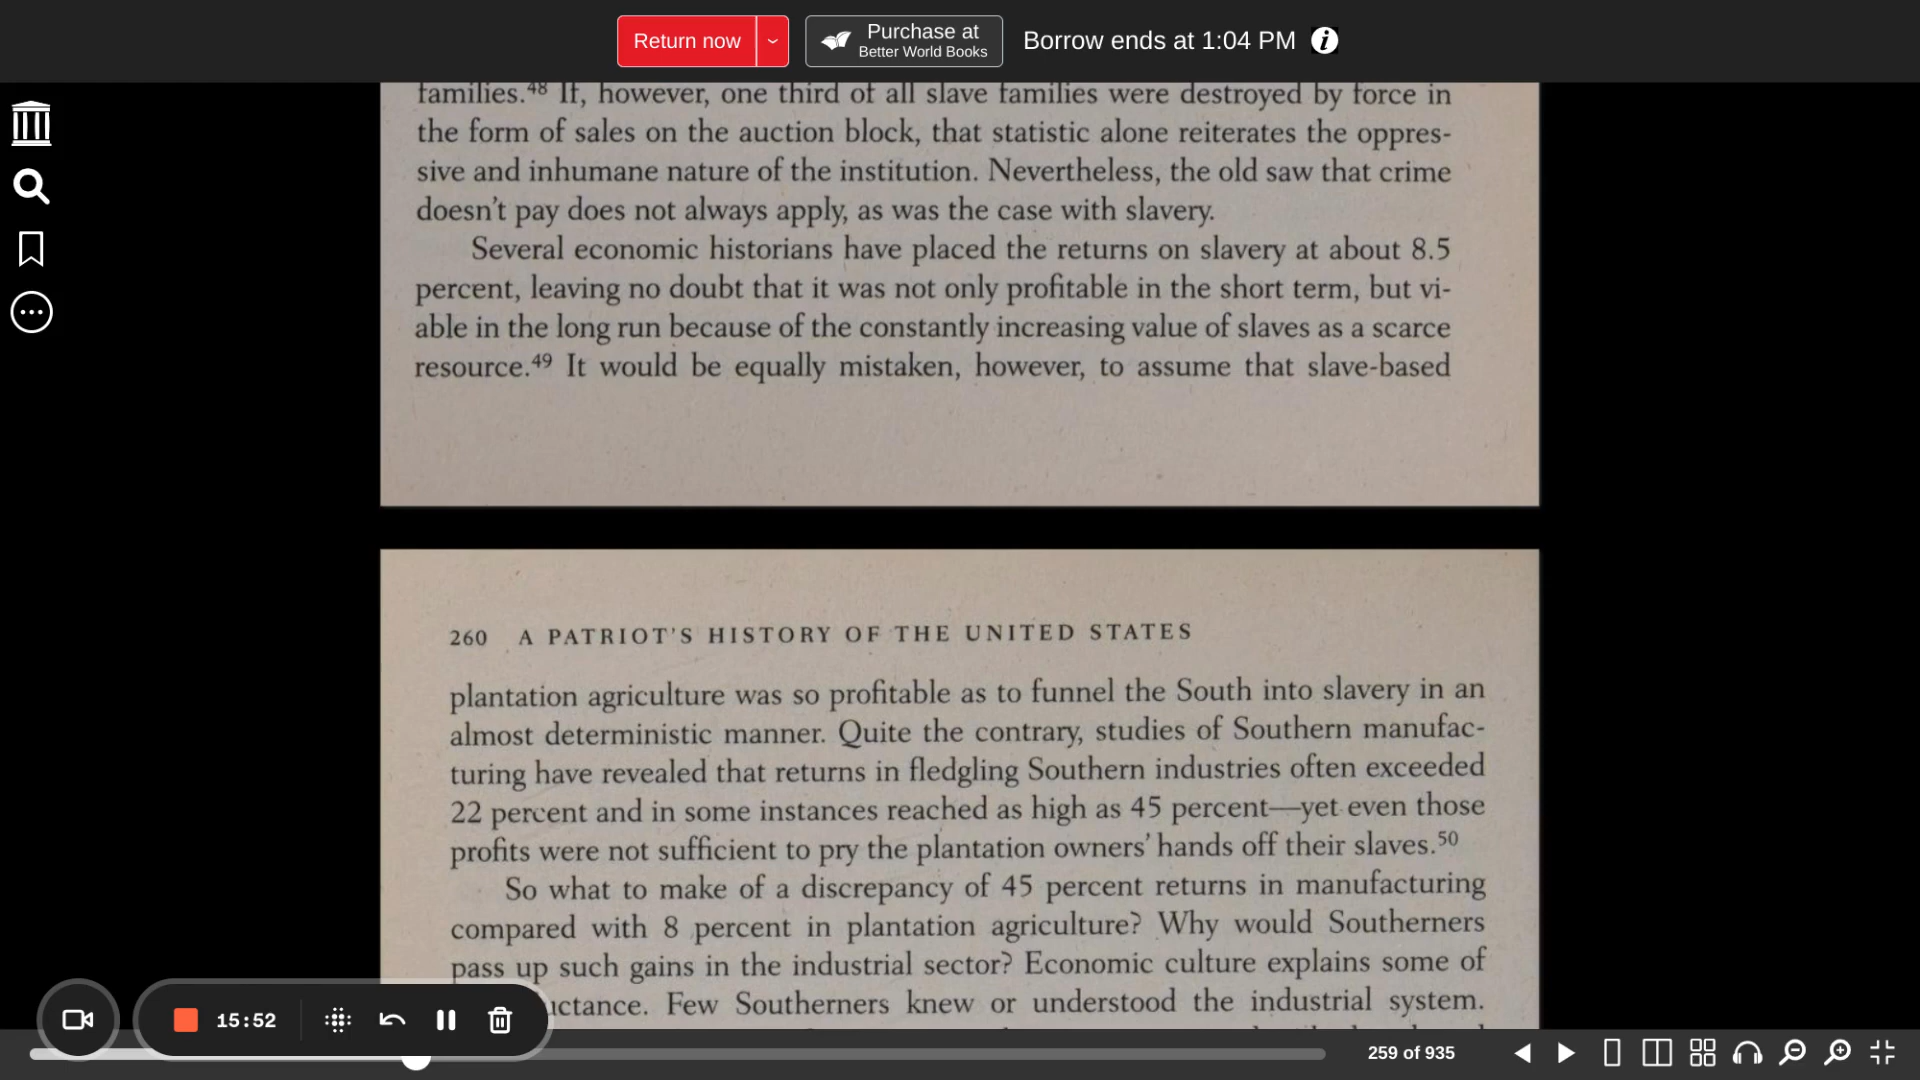 Return now
Purchase at
Better World Books
Borrow ends at 1:04 PM
families.⁴⁸ If, however, one third of all slave families were destroyed by force in
the form of sales on the auction block, that statistic alone reiterates the oppres-
sive and inhumane nature of the institution. Nevertheless, the old saw that crime
doesn't pay does not always apply, as was the case with slavery.
Several economic historians have placed the returns on slavery at about 8.5
percent, leaving no doubt that it was not only profitable in the short term, but vi-
able in the long run because of the constantly increasing value of slaves as a scarce
resource.⁴⁹ It would be equally mistaken, however, to assume that slave-based
260 A PATRIOT'S HISTORY OF THE UNITED STATES
plantation agriculture was so profitable as to funnel the South into slavery in an
almost deterministic manner. Quite the contrary, studies of Southern manufac-
turing have revealed that returns in fledgling Southern industries often exceeded
22 percent and in some instances reached as high as 45 percent—yet even those
profits were not sufficient to pry the plantation owners' hands off their slaves.⁵⁰
So what to make of a discrepancy of 45 percent returns in manufacturing
compared with 8 percent in plantation agriculture? Why would Southerners
pass up such gains in the industrial sector? Economic culture explains some of
uctance. Few Southerners knew or understood the industrial system.
15:52
259 of 935